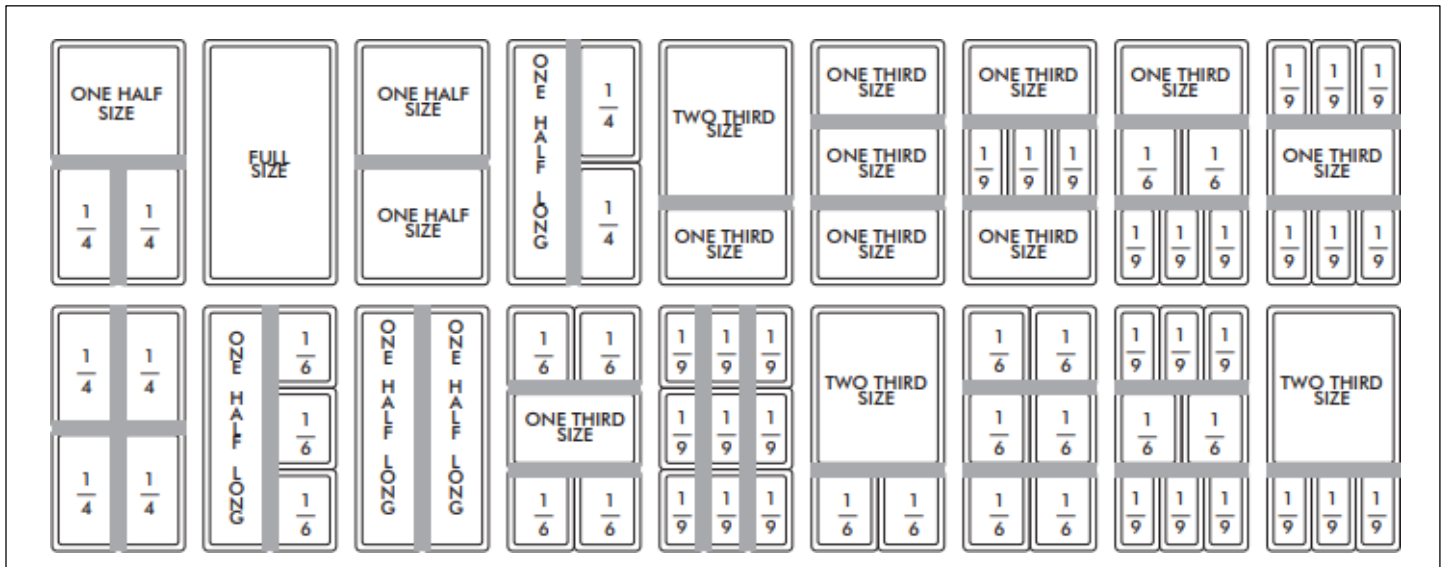 ONE HALF
SIZE
1/4 1/4
FULL
SIZE
ONE HALF
SIZE
ONE HALF
SIZE
ONE HALF LONG
1/4
1/4
TWO THIRD
SIZE
ONE THIRD
SIZE
ONE THIRD
SIZE
ONE THIRD
SIZE
ONE THIRD
SIZE
ONE THIRD
SIZE
1/9 1/9 1/9
ONE THIRD
SIZE
ONE THIRD
SIZE
1/6 1/6
1/9 1/9 1/9
1/9 1/9 1/9
ONE THIRD
SIZE
1/9 1/9 1/9
1/4 1/4
1/4 1/4
ONE HALF LONG
1/6
1/6
1/6
ONE HALF LONG
ONE HALF LONG
1/6 1/6
ONE THIRD
SIZE
1/6 1/6
1/9 1/9 1/9
1/9 1/9 1/9
1/9 1/9 1/9
TWO THIRD
SIZE
1/6 1/6
1/6 1/6
1/6 1/6
1/6 1/6
1/9 1/9 1/9
1/6 1/6
1/9 1/9 1/9
TWO THIRD
SIZE
1/9 1/9 1/9